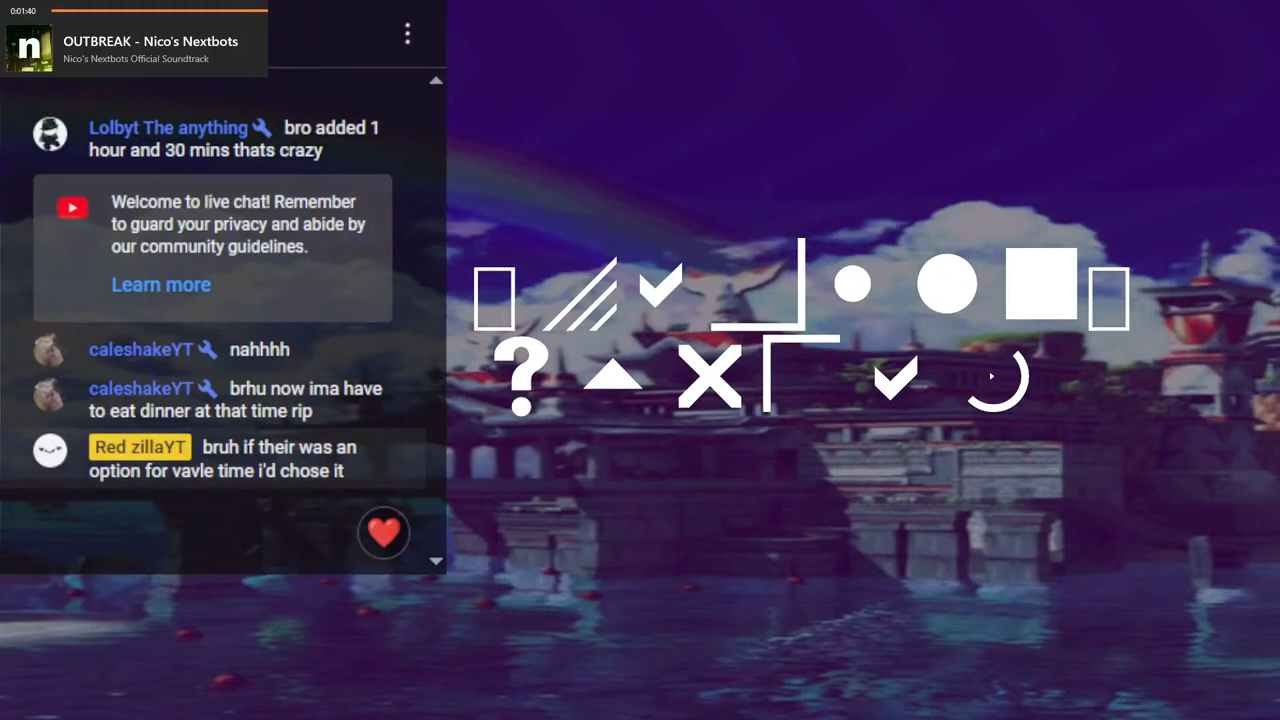 0:01:40
n
OUTBREAK - Nico's Nextbots
Nico's Nextbots Official Soundtrack
Lolbyt The anything bro added 1
hour and 30 mins thats crazy
Welcome to live chat! Remember
to guard your privacy and abide by
our community guidelines.
Learn more
caleshakeYT nahhhh
caleshakeYT brhu now ima have
to eat dinner at that time rip
Red zillaYT bruh if their was an
option for vavle time i'd chose it